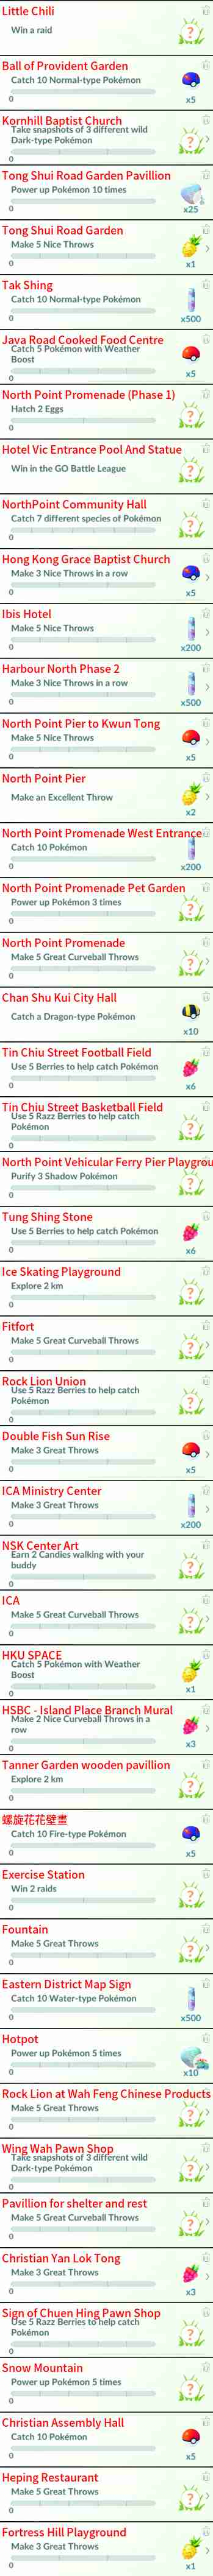 Little Chili
Win a raid
Ball of Provident Garden
Catch 10 Normal-type Pokémon
0
x5
Kornhill Baptist Church
Take snapshots of 3 different wild
Dark-type Pokémon
0
Tong Shui Road Garden Pavillion
Power up Pokémon 10 times
0
x25
Tong Shui Road Garden
Make 5 Nice Throws
0
x1
Tak Shing
Catch 10 Normal-type Pokémon
0
x500
Java Road Cooked Food Centre
Catch 5 Pokémon with Weather
Boost
0
x5
North Point Promenade (Phase 1)
Hatch 2 Eggs
0
Hotel Vic Entrance Pool And Statue
Win in the GO Battle League
NorthPoint Community Hall
Catch 7 different species of Pokémon
0
Hong Kong Grace Baptist Church
Make 3 Nice Throws in a row
0
x5
Ibis Hotel
Make 5 Nice Throws
0
x200
Harbour North Phase 2
Make 3 Nice Throws in a row
0
x500
North Point Pier to Kwun Tong
Make 5 Nice Throws
0
x5
North Point Pier
Make an Excellent Throw
x2
North Point Promenade West Entrance
Catch 10 Pokémon
0
x200
North Point Promenade Pet Garden
Power up Pokémon 3 times
0
North Point Promenade
Make 5 Great Curveball Throws
0
Chan Shu Kui City Hall
Catch a Dragon-type Pokémon
x10
Tin Chiu Street Football Field
Use 5 Berries to help catch Pokémon
0
x6
Tin Chiu Street Basketball Field
Use 5 Razz Berries to help catch
Pokémon
0
North Point Vehicular Ferry Pier Playgrou
Purify 3 Shadow Pokémon
0
Tung Shing Stone
Use 5 Berries to help catch Pokémon
0
x6
Ice Skating Playground
Explore 2 km
0
Fitfort
Make 5 Great Curveball Throws
0
Rock Lion Union
Use 5 Razz Berries to help catch
Pokémon
0
Double Fish Sun Rise
Make 3 Great Throws
0
x5
ICA Ministry Center
Make 3 Great Throws
0
x200
NSK Center Art
Earn 2 Candies walking with your
buddy
0
ICA
Make 5 Great Curveball Throws
0
HKU SPACE
Catch 5 Pokémon with Weather
Boost
0
x1
HSBC - Island Place Branch Mural
Make 2 Nice Curveball Throws in a
row
0
x3
Tanner Garden wooden pavillion
Explore 2 km
0
螺旋花花壁畫
Catch 10 Fire-type Pokémon
0
x5
Exercise Station
Win 2 raids
0
Fountain
Make 5 Great Throws
0
Eastern District Map Sign
Catch 10 Water-type Pokémon
0
x500
Hotpot
Power up Pokémon 5 times
0
x10
Rock Lion at Wah Feng Chinese Products
Make 5 Great Throws
0
Wing Wah Pawn Shop
Take snapshots of 3 different wild
Dark-type Pokémon
0
Pavillion for shelter and rest
Make 5 Great Curveball Throws
0
Christian Yan Lok Tong
Make 3 Great Throws
0
x3
Sign of Chuen Hing Pawn Shop
Use 5 Razz Berries to help catch
Pokémon
0
Snow Mountain
Power up Pokémon 5 times
0
Christian Assembly Hall
Catch 10 Pokémon
0
x5
Heping Restaurant
Make 5 Great Throws
0
Fortress Hill Playground
Make 3 Great Throws
0
x1